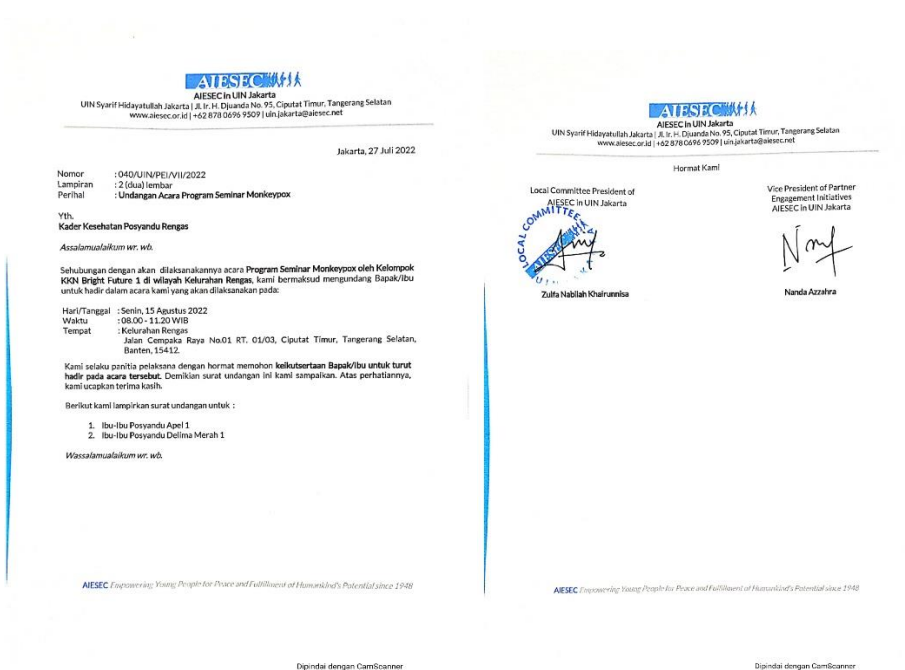 AIESEC
AIESEC in UIN Jakarta
UIN Syarif Hidayatullah Jakarta | Jl. Ir. H. Djuanda No. 95, Ciputat Timur, Tangerang Selatan
www.aiesec.or.id | +62 878 0696 9509 | uin.jakarta@aiesec.net
Jakarta, 27 Juli 2022
Nomor : 040/UIN/PEI/VII/2022
Lampiran : 2 (dua) lembar
Perihal : Undangan Acara Program Seminar Monkeypox
Yth.
Kader Kesehatan Posyandu Rengas
Assalamualaikum wr. wb.
Sehubungan dengan akan dilaksanakannya acara Program Seminar Monkeypox oleh Kelompok
KKN Bright Future 1 di wilayah Kelurahan Rengas, kami bermaksud mengundang Bapak/Ibu
untuk hadir dalam acara kami yang akan dilaksanakan pada:
Hari/Tanggal : Senin, 15 Agustus 2022
Waktu : 08.00 - 11.20 WIB
Tempat : Kelurahan Rengas
Jalan Cempaka Raya No.01 RT. 01/03, Ciputat Timur, Tangerang Selatan,
Banten, 15412.
Kami selaku panitia pelaksana dengan hormat memohon keikutsertaan Bapak/Ibu untuk turut
hadir pada acara tersebut. Demikian surat undangan ini kami sampaikan. Atas perhatiannya,
kami ucapkan terima kasih.
Berikut kami lampirkan surat undangan untuk :
1. Ibu-Ibu Posyandu Apel 1
2. Ibu-Ibu Posyandu Delima Merah 1
Wassalamualaikum wr. wb.
AIESEC Empowering Young People for Peace and Fulfillment of Humankind's Potential since 1948
Dipindai dengan CamScanner
AIESEC
AIESEC in UIN Jakarta
UIN Syarif Hidayatullah Jakarta | Jl. Ir. H. Djuanda No. 95, Ciputat Timur, Tangerang Selatan
www.aiesec.or.id | +62 878 0696 9509 | uin.jakarta@aiesec.net
Hormat Kami
Local Committee President of
AIESEC in UIN Jakarta
LOCAL COMMITTEE
AIESEC
Zulfa Nabilah Khairunnisa
Vice President of Partner
Engagement Initiatives
AIESEC in UIN Jakarta
Nanda Azzahra
AIESEC Empowering Young People for Peace and Fulfillment of Humankind's Potential since 1948
Dipindai dengan CamScanner